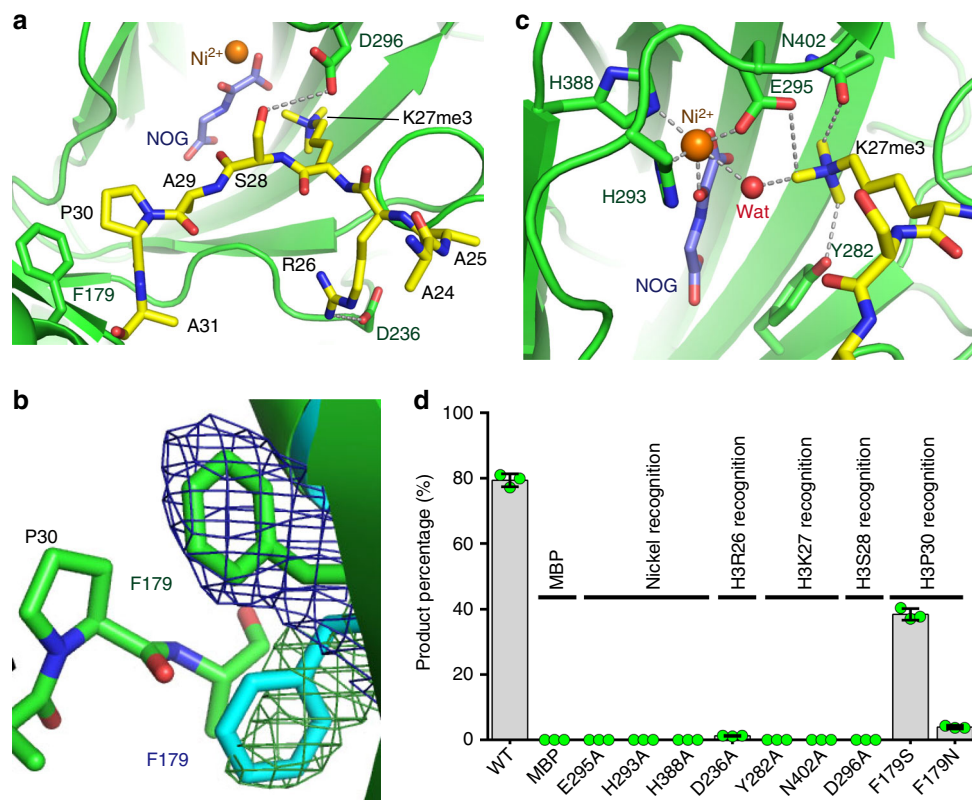 a
D296
Ni2+
K27me3
NOG
A29
S28
P30
R26
A25
F179
A24
A31
D236
c
N402
H388
E295
Ni2+
K27me3
H293
Wat
Y282
NOG
b
P30
F179
F179
d
Product percentage (%)
100
80
60
40
20
0
MBP
Nickel recognition
H3R26 recognition
H3K27 recognition
H3S28 recognition
H3P30 recognition
WT
MBP
E295A
H293A
H388A
D236A
Y282A
N402A
D296A
F179S
F179N